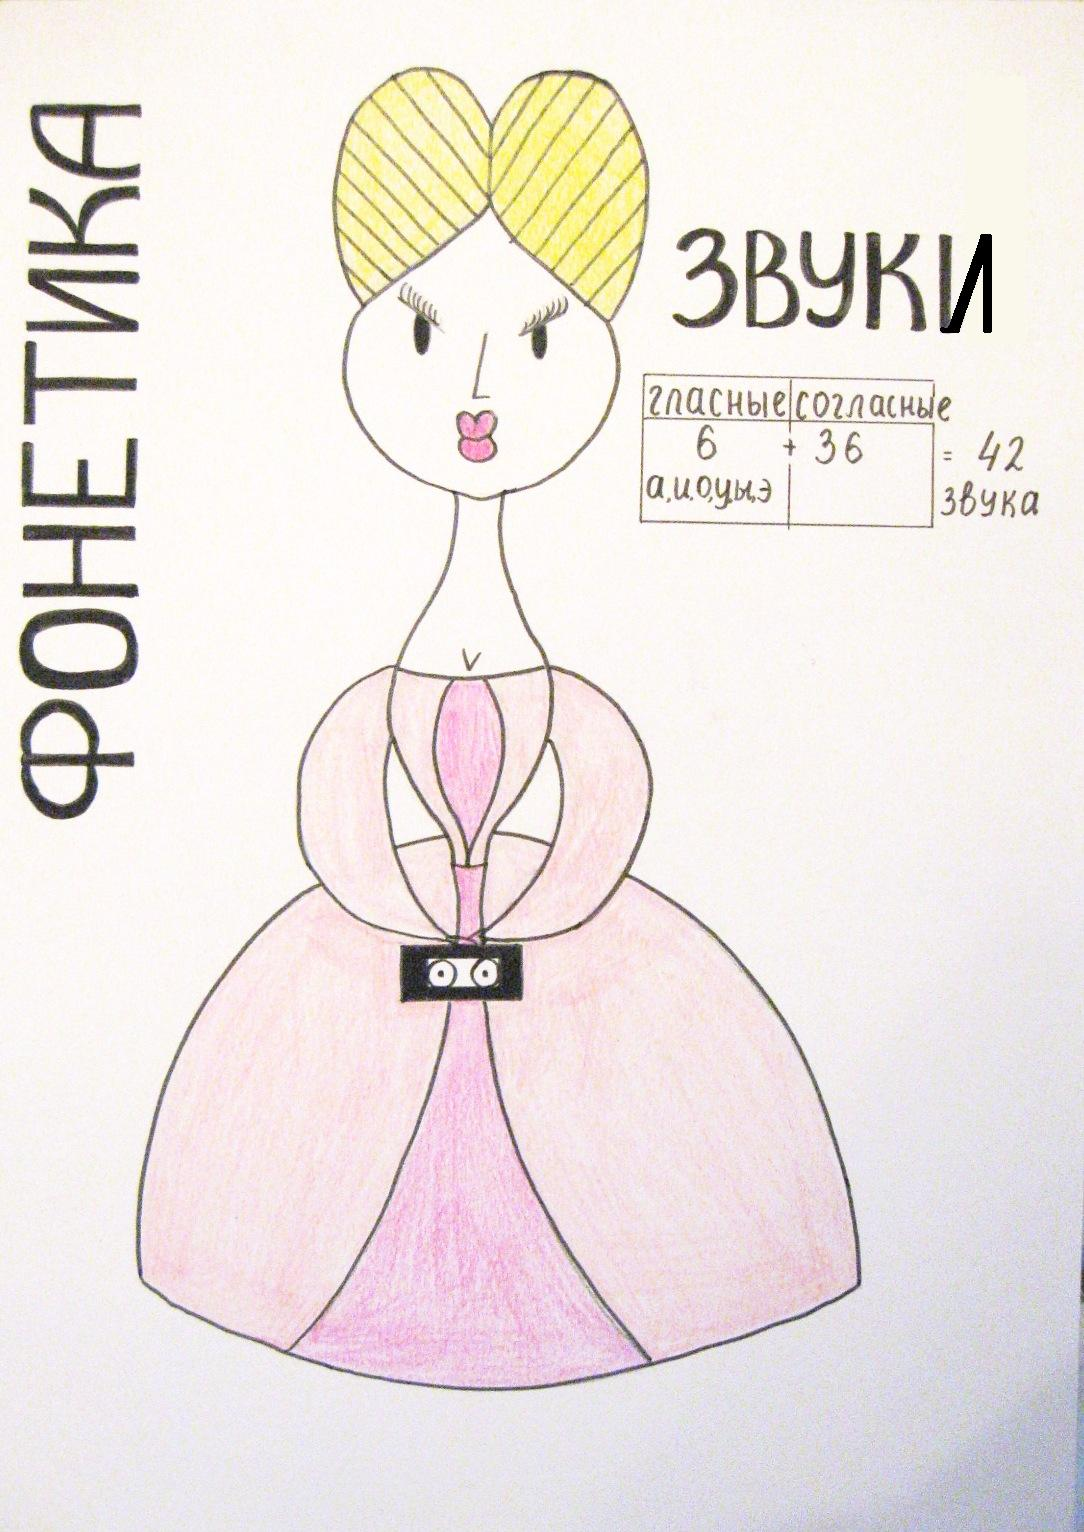 ФОНЕТИКА
ЗВУКИ
гласные согласные
6 + 36 = 42
а,и,о,у,ы,э звука